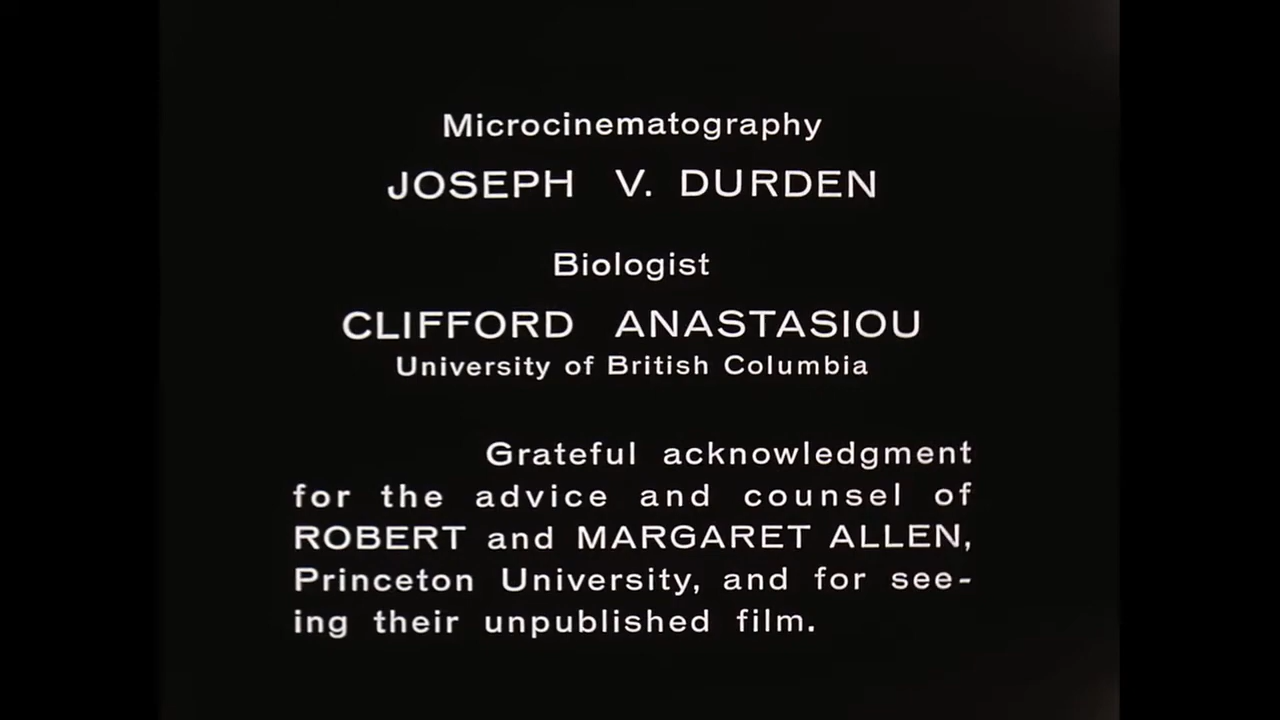 Microcinematography
JOSEPH V. DURDEN
Biologist
CLIFFORD ANASTASIOU
University of British Columbia
Grateful acknowledgment
for the advice and counsel of
ROBERT and MARGARET ALLEN,
Princeton University, and for see-
ing their unpublished film.